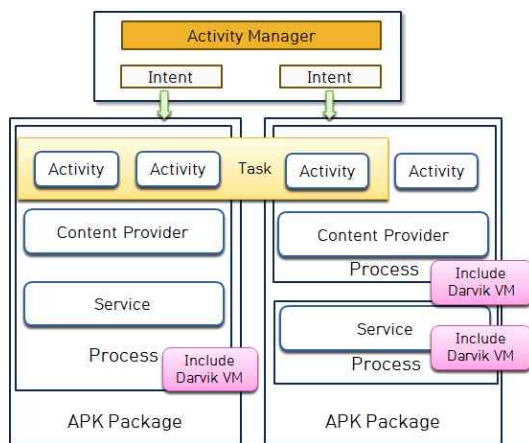 Activity Manager
Intent
Intent
Activity
Activity
Task
Activity
Activity
Content Provider
Content Provider
Process
Include
Darvik VM
Service
Service
Include
Darvik VM
Process
Process
Include
Darvik VM
APK Package
APK Package